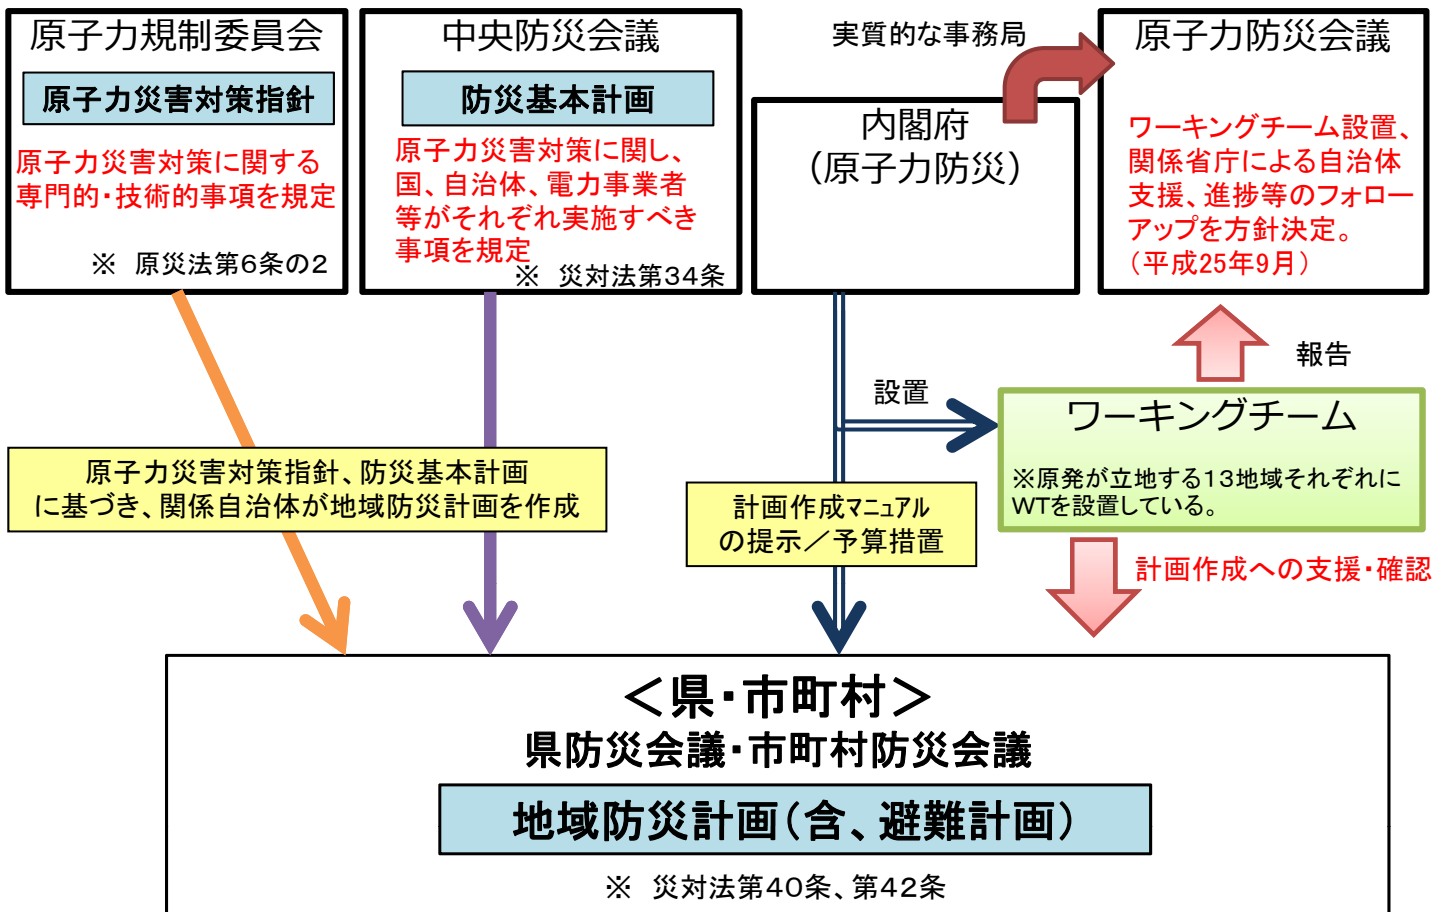 原子力規制委員会
原子力災害対策指針
原子力災害対策に関する
専門的・技術的事項を規定
※ 原災法第6条の2
中央防災会議
防災基本計画
原子力災害対策に関し、
国、自治体、電力事業者
等がそれぞれ実施すべき
事項を規定
※ 災対法第34条
実質的な事務局
内閣府
（原子力防災）
原子力防災会議
ワーキングチーム設置、
関係省庁による自治体
支援、進捗等のフォロー
アップを方針決定。
（平成25年9月）
報告
設置
ワーキングチーム
※原発が立地する13地域それぞれに
WTを設置している。
原子力災害対策指針、防災基本計画
に基づき、関係自治体が地域防災計画を作成
計画作成マニュアル
の提示／予算措置
計画作成への支援・確認
＜県・市町村＞
県防災会議・市町村防災会議
地域防災計画（含、避難計画）
※ 災対法第40条、第42条